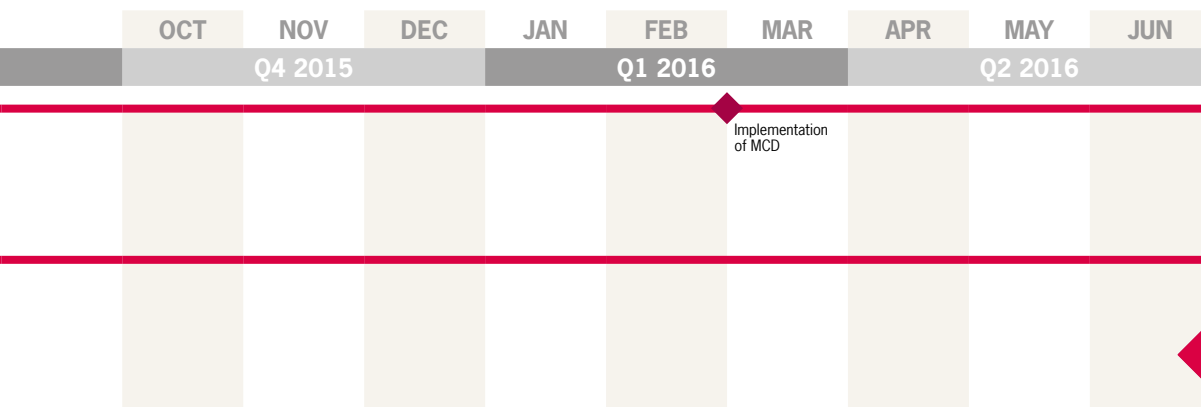 OCT NOV DEC JAN FEB MAR APR MAY JUN
Q4 2015 Q1 2016 Q2 2016
Implementation
of MCD